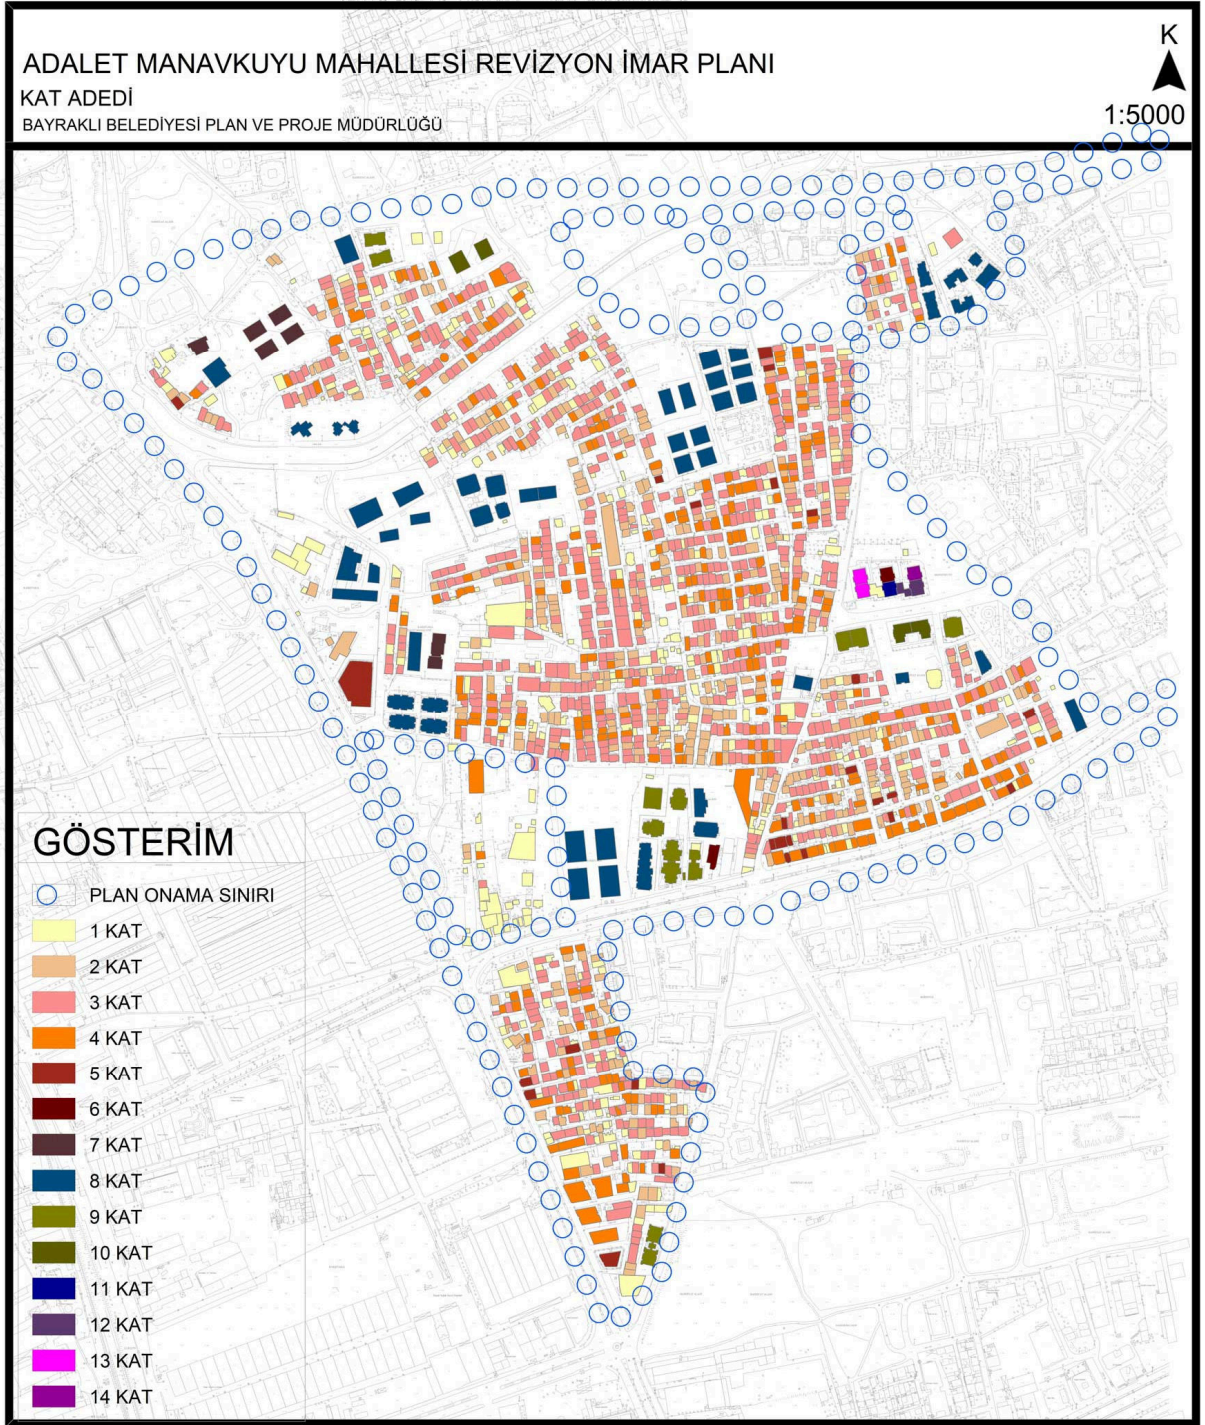 ADALET MANAVKUYU MAHALLESİ REVİZYON İMAR PLANI
KAT ADEDİ
BAYRAKLI BELEDİYESİ PLAN VE PROJE MÜDÜRLÜĞÜ
K
1:5000
GÖSTERİM
PLAN ONAMA SINIRI
1 KAT
2 KAT
3 KAT
4 KAT
5 KAT
6 KAT
7 KAT
8 KAT
9 KAT
10 KAT
11 KAT
12 KAT
13 KAT
14 KAT